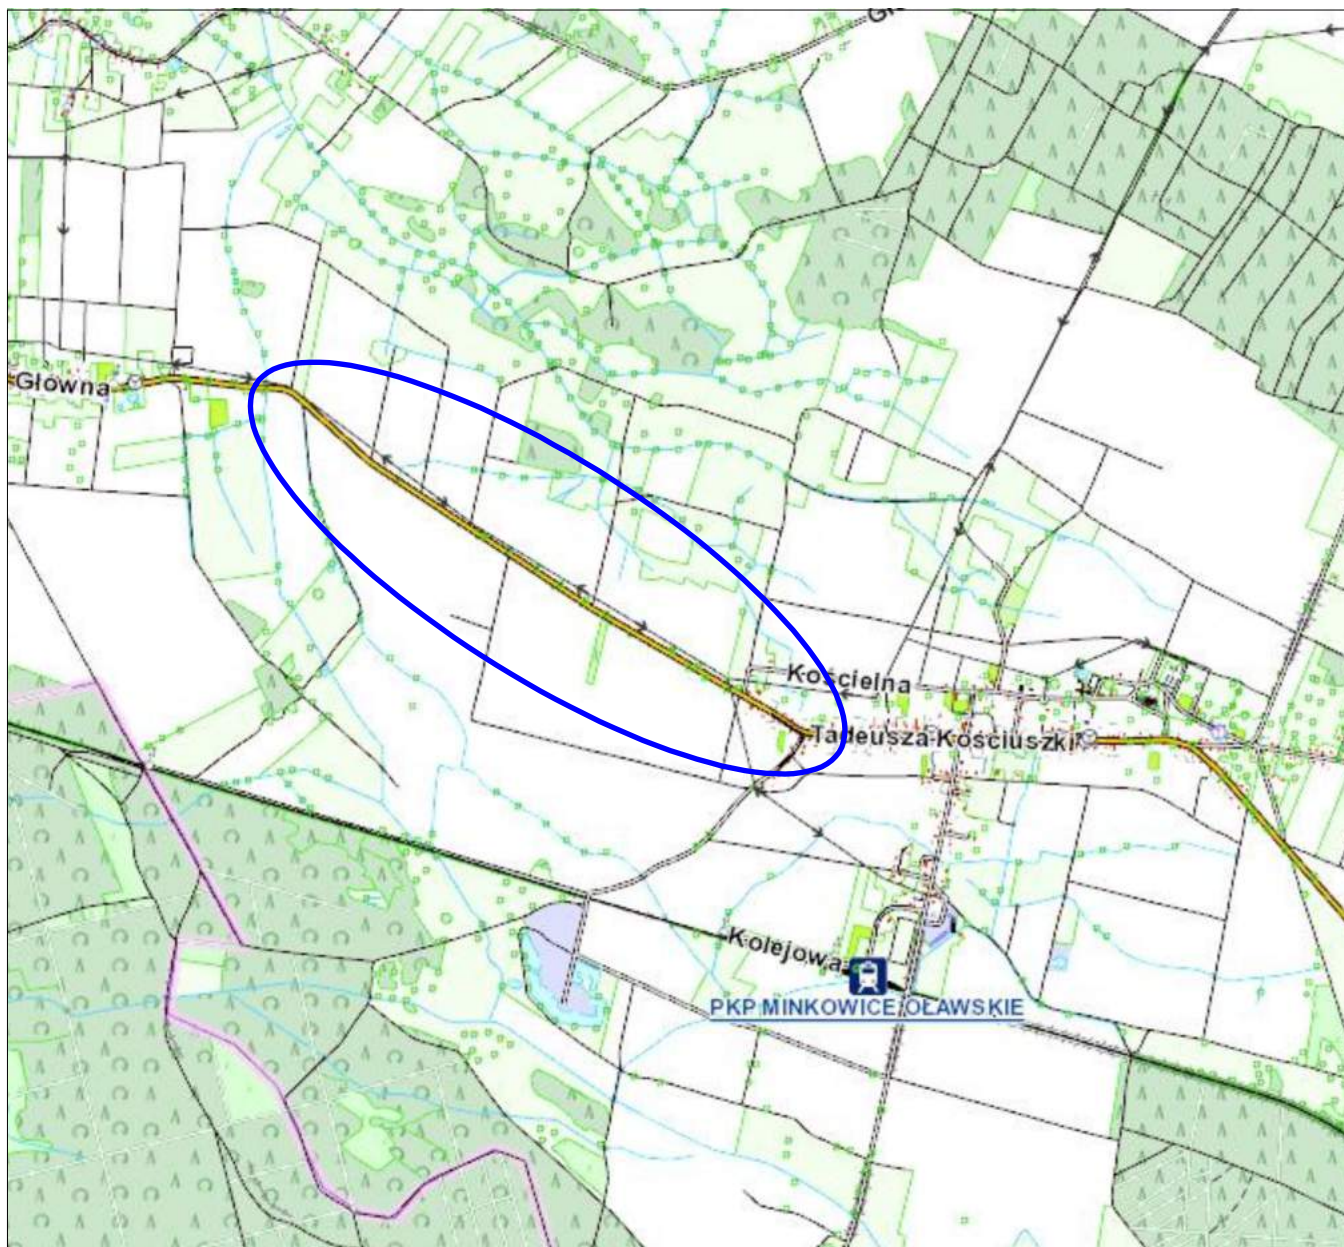 Główna
Kościelna
Tadeusza Kościuszki
Kolejowa
PKP MINKOWICE OŁAWSKIE